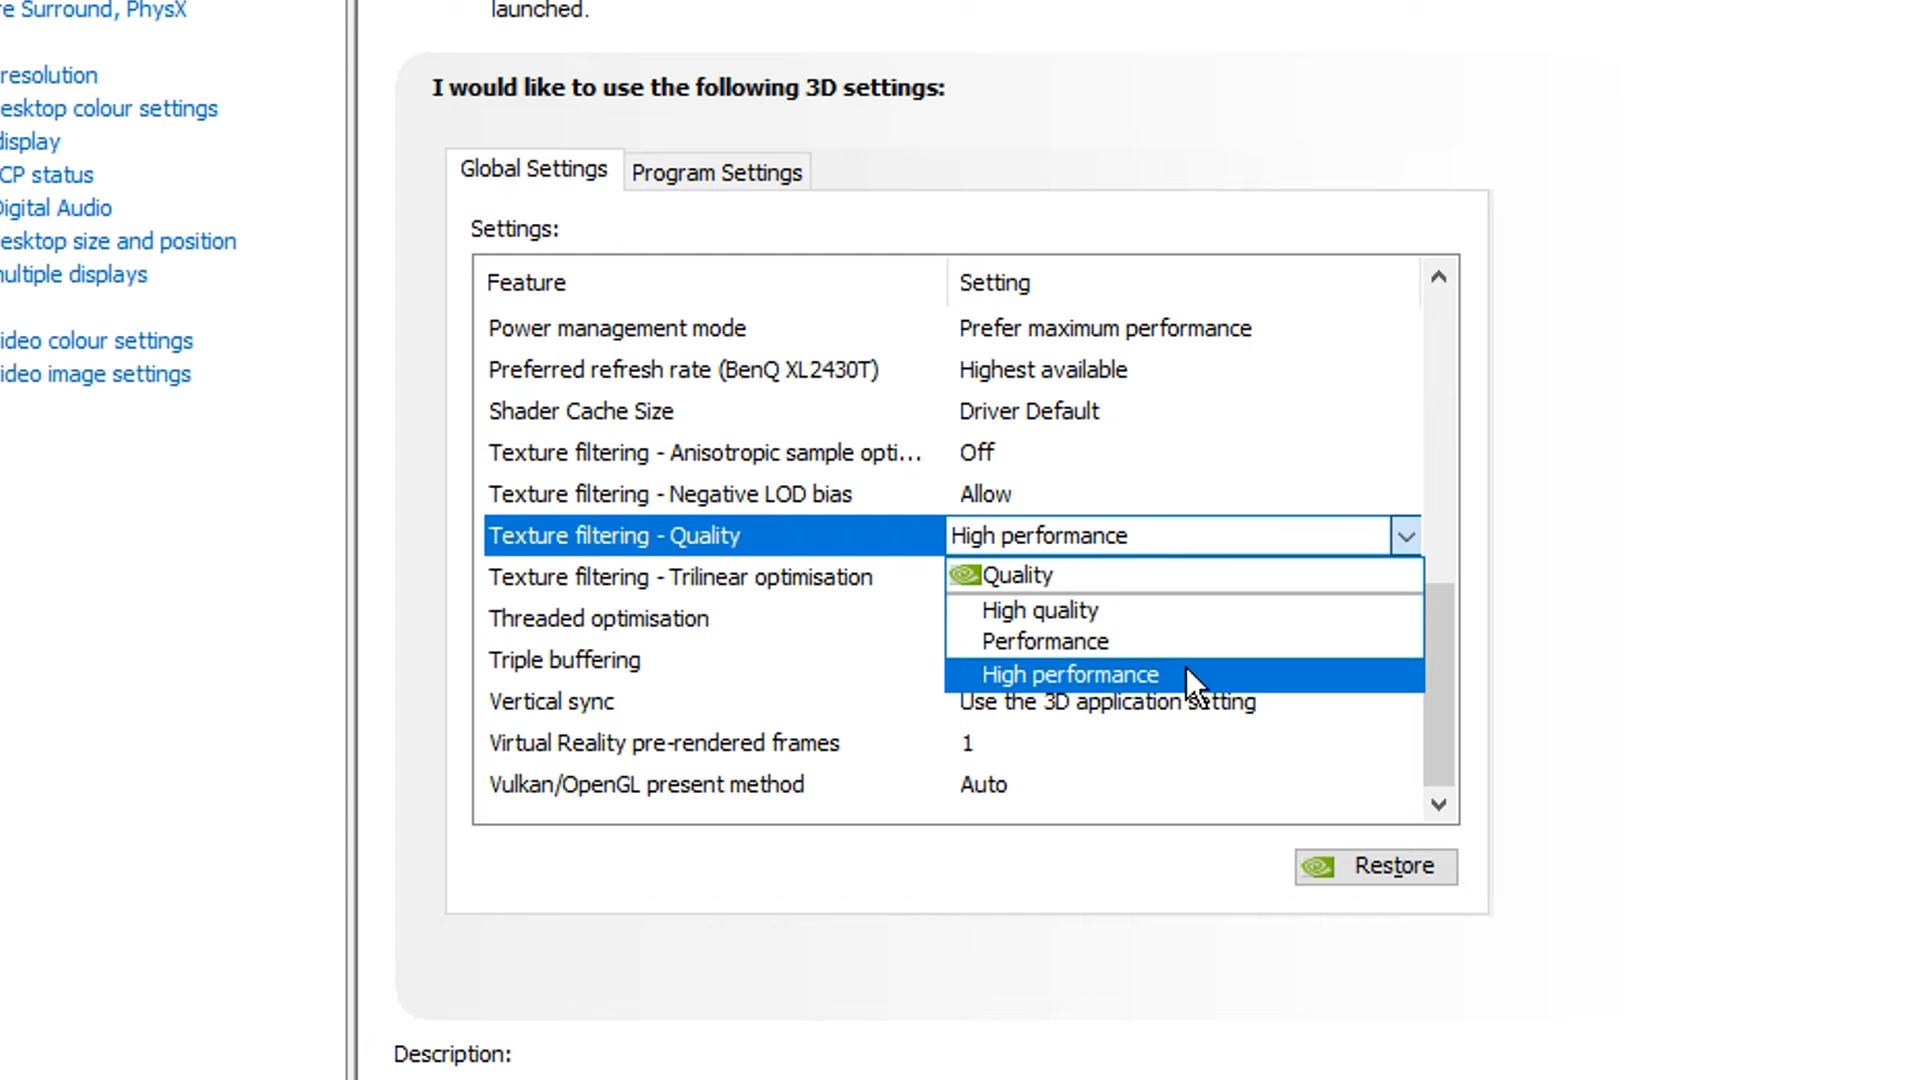 re Surround, PhysX
resolution
esktop colour settings
display
CP status
Digital Audio
esktop size and position
multiple displays
ideo colour settings
ideo image settings
launched.
I would like to use the following 3D settings:
Global Settings
Program Settings
Settings:
Feature
Setting
Power management mode
Prefer maximum performance
Preferred refresh rate (BenQ XL2430T)
Highest available
Shader Cache Size
Driver Default
Texture filtering - Anisotropic sample opti...
Off
Texture filtering - Negative LOD bias
Allow
Texture filtering - Quality
High performance
Quality
High quality
Performance
High performance
Texture filtering - Trilinear optimisation
Threaded optimisation
Triple buffering
Vertical sync
Use the 3D application setting
Virtual Reality pre-rendered frames
1
Vulkan/OpenGL present method
Auto
Restore
Description: